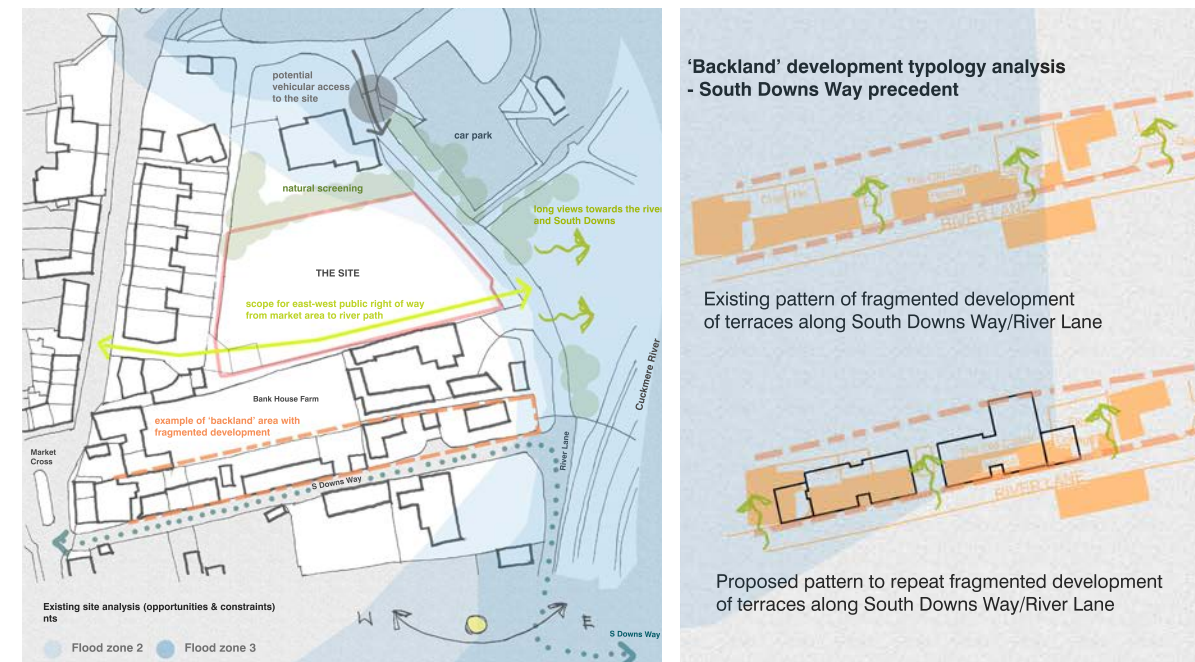 potential
vehicular access
to the site
car park
natural screening
long views towards the river
and South Downs
THE SITE
scope for east-west public right of way
from market area to river path
Cuckmere River
Bank House Farm
example of 'backland' area with
fragmented development
Market
Cross
River Lane
S Downs Way
Existing site analysis (opportunities & constraints)
nts
W
E
S Downs Way
Flood zone 2
Flood zone 3
‘Backland’ development typology analysis
- South Downs Way precedent
RIVER LANE
Existing pattern of fragmented development
of terraces along South Downs Way/River Lane
RIVER LANE
Proposed pattern to repeat fragmented development
of terraces along South Downs Way/River Lane